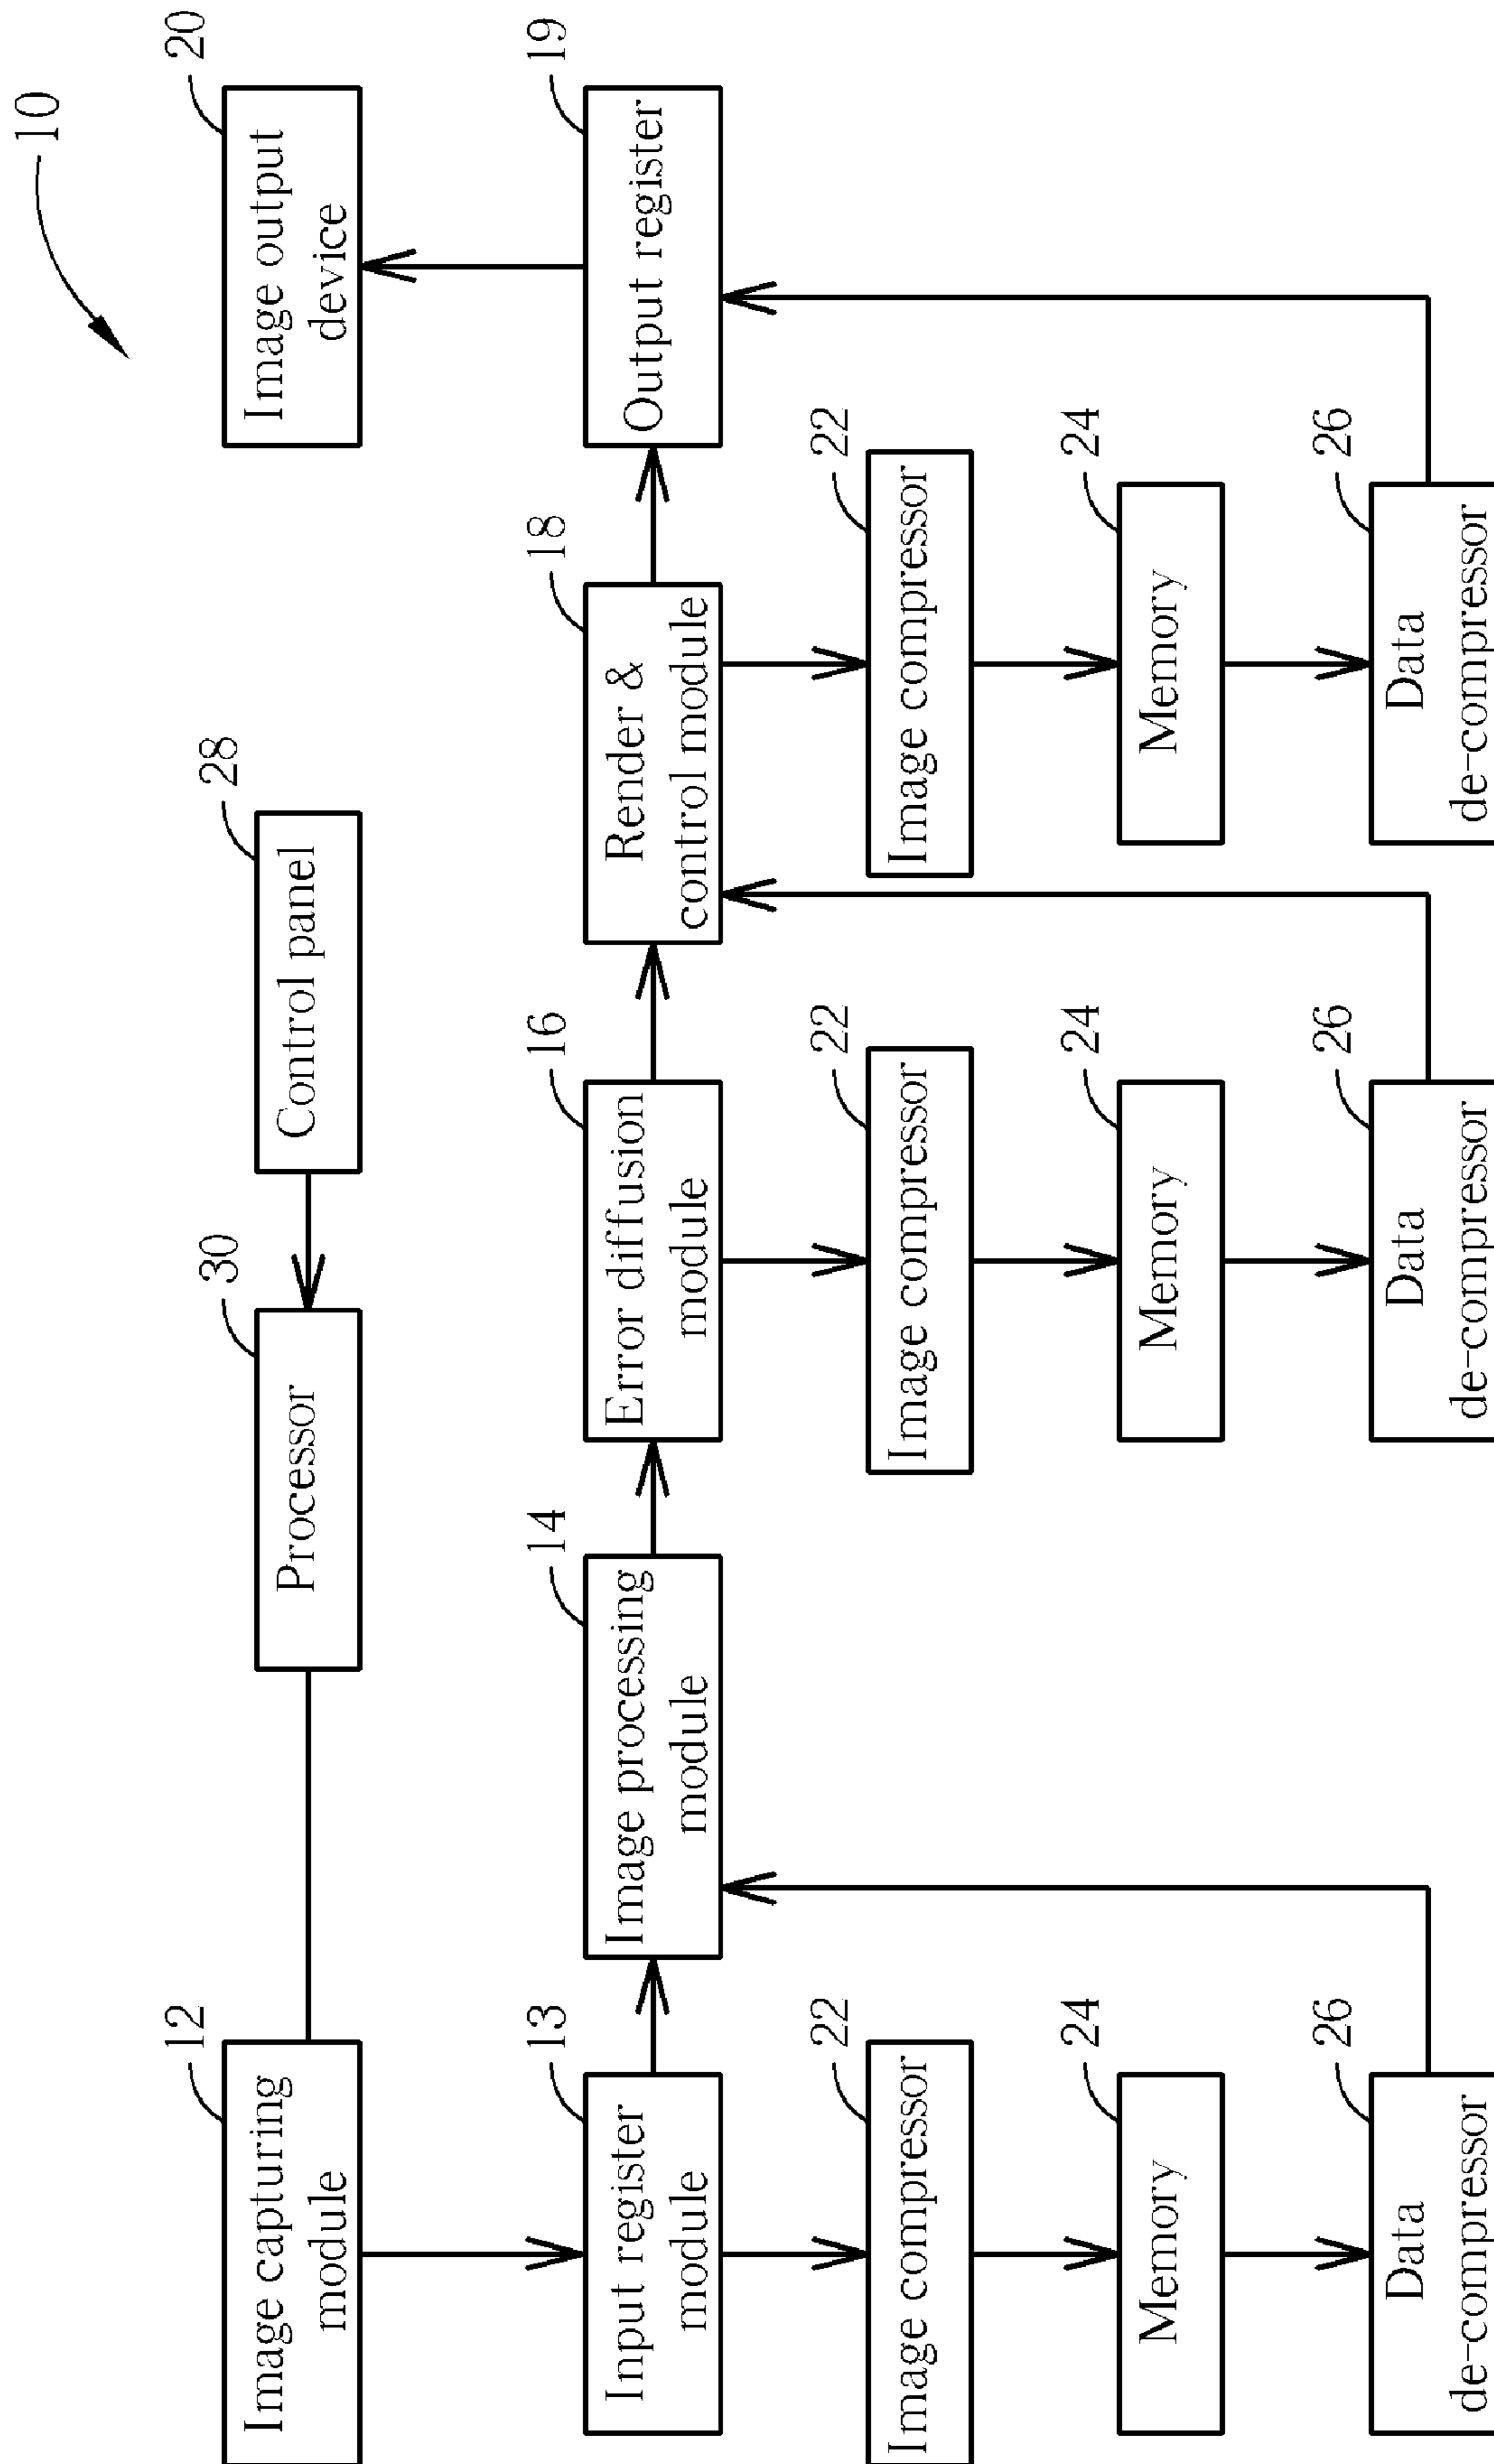 10
12
Image capturing
module
30
Processor
28
Control panel
20
Image output
device
13
Input register
module
14
Image processing
module
16
Error diffusion
module
18
Render &
control module
19
Output register
22
Image compressor
22
Image compressor
22
Image compressor
24
Memory
24
Memory
24
Memory
26
Data
de-compressor
26
Data
de-compressor
26
Data
de-compressor